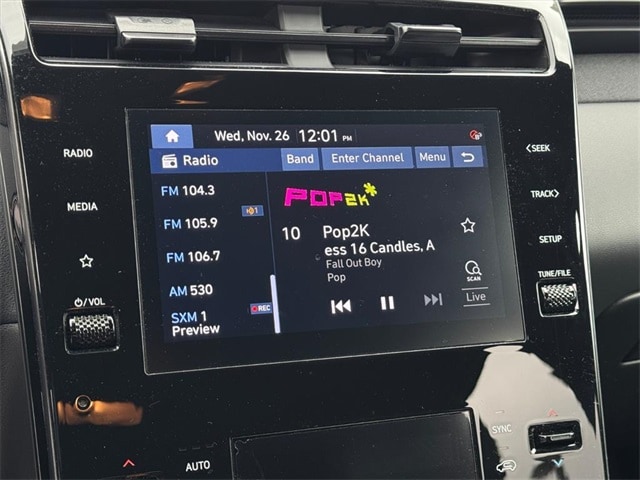 Wed, Nov. 26 12:01 PM
Radio Band Enter Channel Menu
FM 104.3
FM 105.9
FM 106.7
AM 530
SXM 1
Preview
REC
POP2K
10 Pop2K
ess 16 Candles, A
Fall Out Boy
Pop
SCAN
Live
RADIO
MEDIA
/VOL
<SEEK
TRACK>
SETUP
TUNE/FILE
AUTO
SYNC